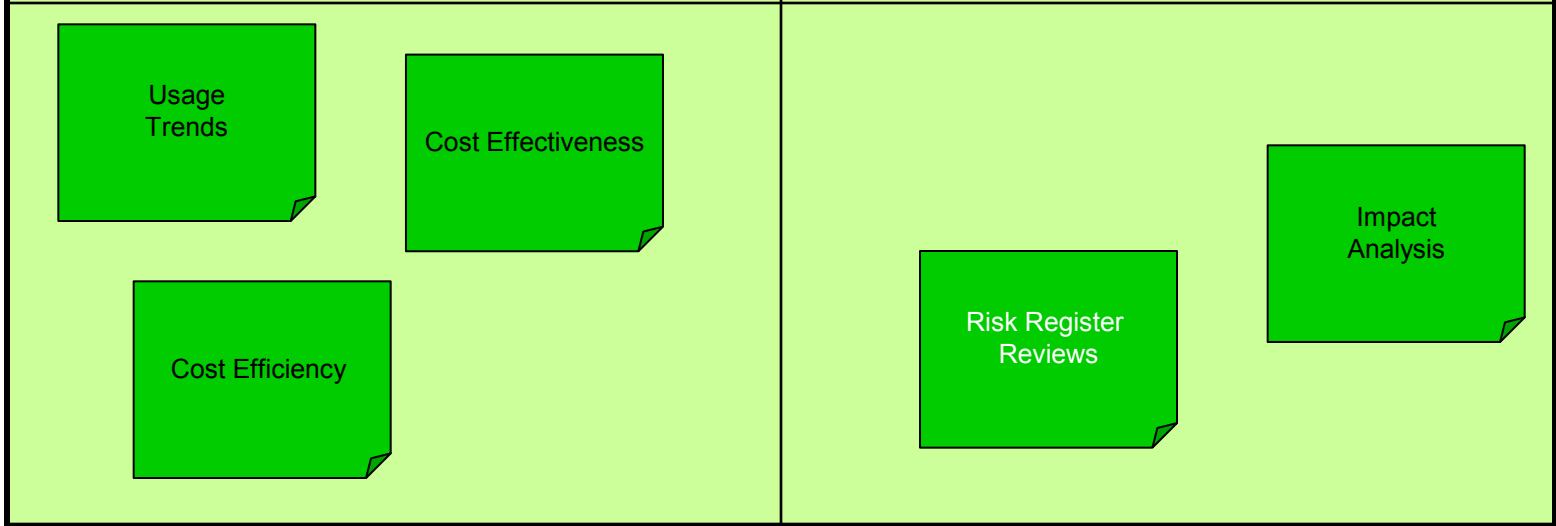 Usage
Trends
Cost Effectiveness
Cost Efficiency
Impact
Analysis
Risk Register
Reviews